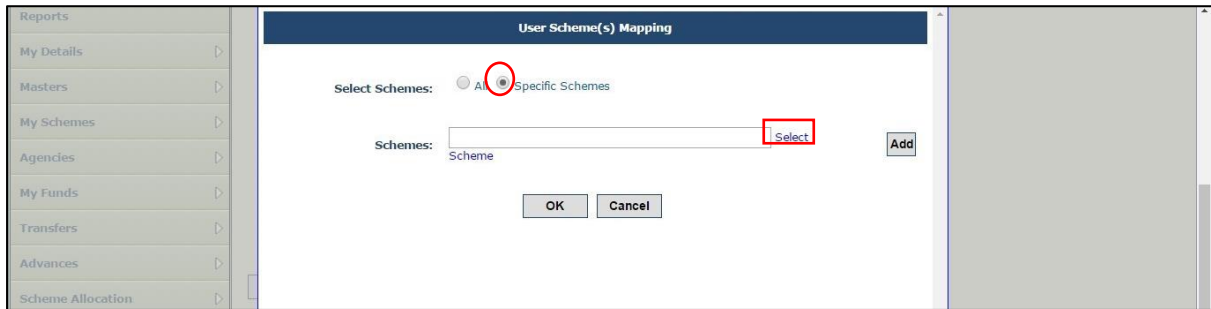 Reports
My Details
Masters
My Schemes
Agencies
My Funds
Transfers
Advances
Scheme Allocation
User Scheme(s) Mapping
Select Schemes: All Specific Schemes
Schemes: Select Add
Scheme
OK Cancel